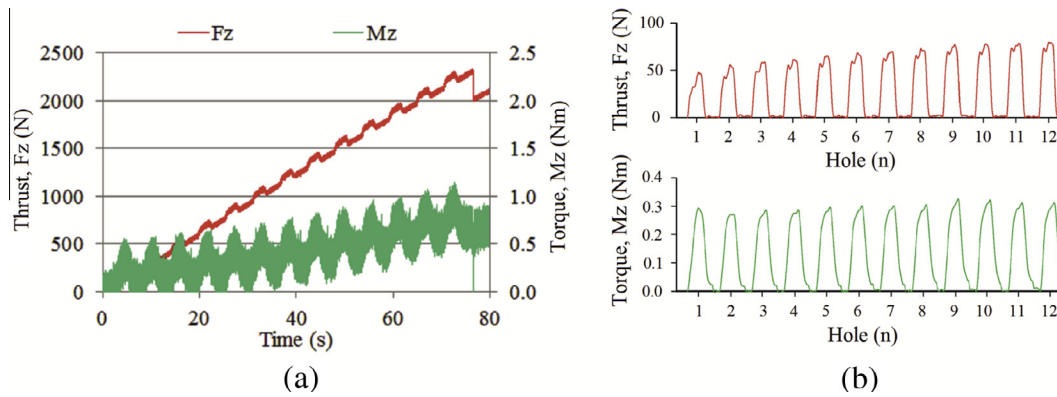 Fz Mz
Thrust, Fz (N)
2500
2000
1500
1000
500
0
2.5
2.0
1.5
1.0
0.5
0.0
Torque, Mz (Nm)
0 20 40 60 80
Time (s)
(a)
Thrust, Fz (N)
100
50
0
1 2 3 4 5 6 7 8 9 10 11 12
Hole (n)
Torque, Mz (Nm)
0.4
0.3
0.2
0.1
0.0
1 2 3 4 5 6 7 8 9 10 11 12
Hole (n)
(b)